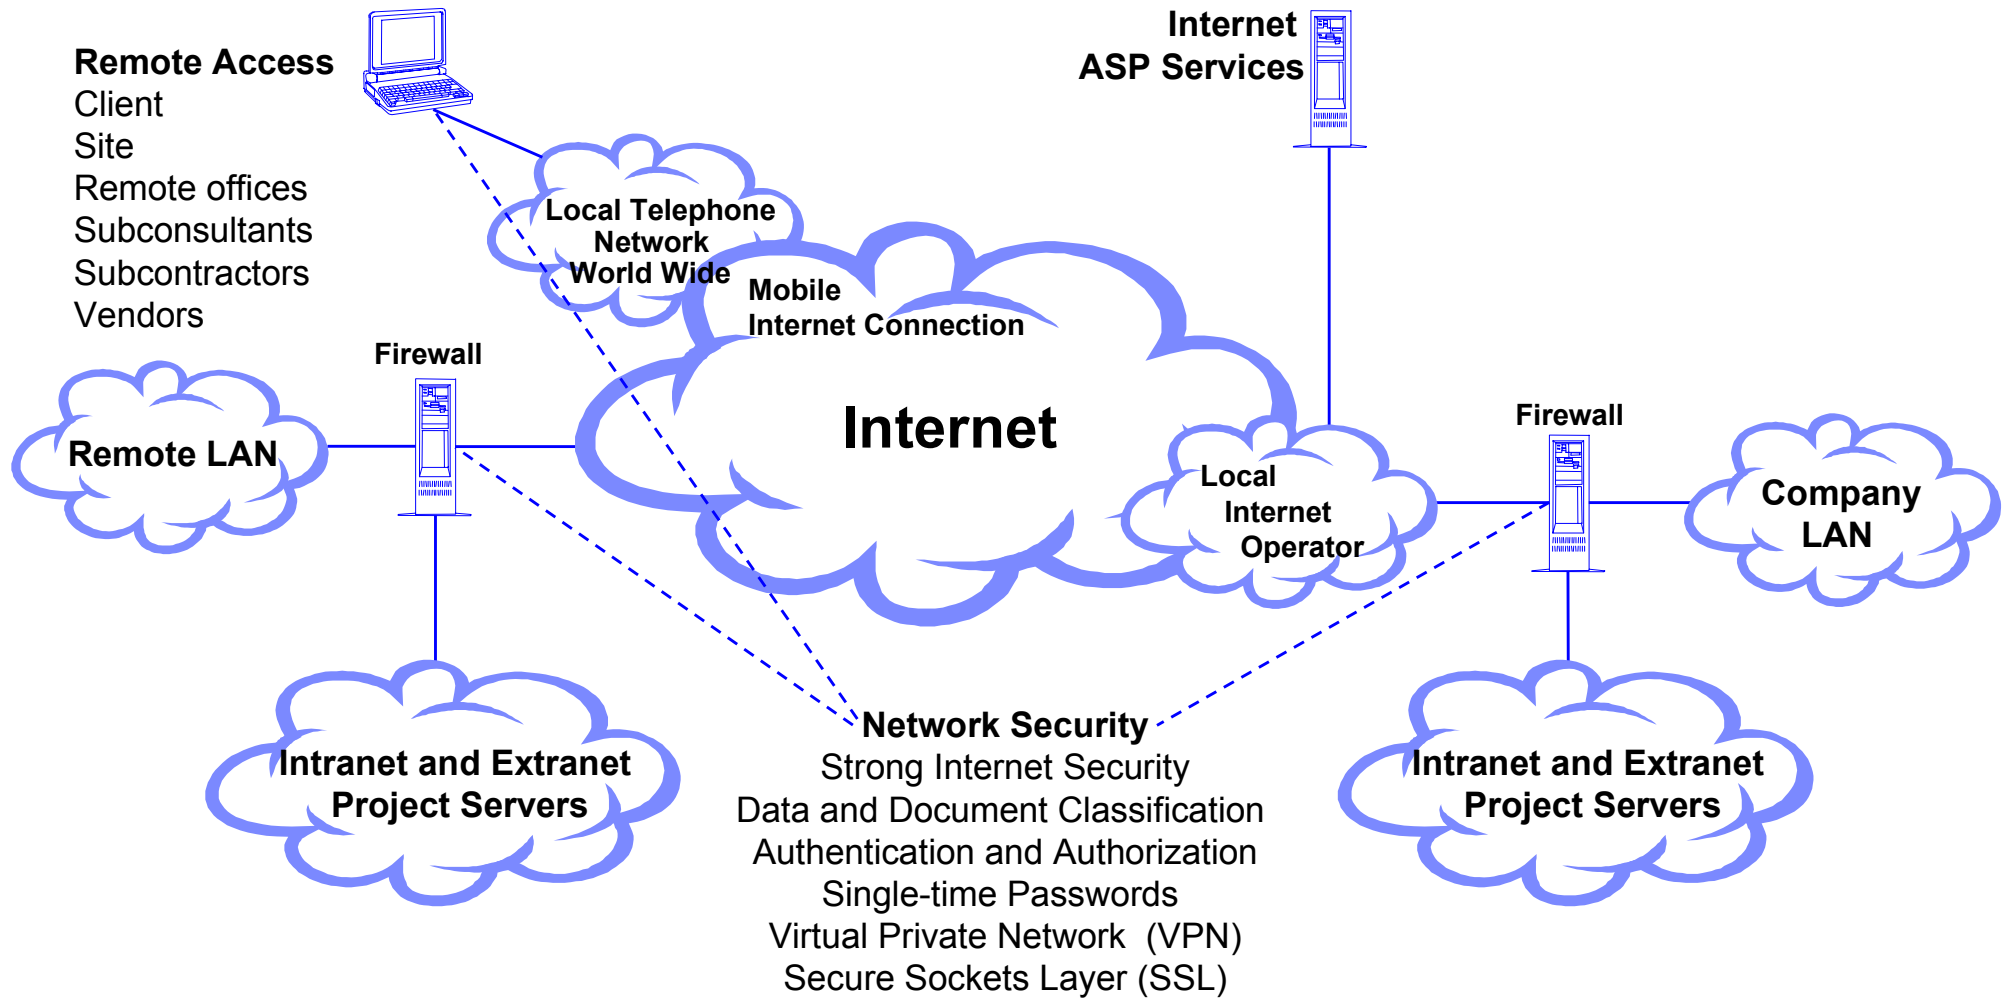 Remote Access
Client
Site
Remote offices
Subconsultants
Subcontractors
Vendors
Internet
ASP Services
Local Telephone
Network
World Wide
Mobile
Internet Connection
Internet
Firewall
Remote LAN
Local
Internet
Operator
Firewall
Company
LAN
Intranet and Extranet
Project Servers
Network Security
Strong Internet Security
Data and Document Classification
Authentication and Authorization
Single-time Passwords
Virtual Private Network (VPN)
Secure Sockets Layer (SSL)
Intranet and Extranet
Project Servers